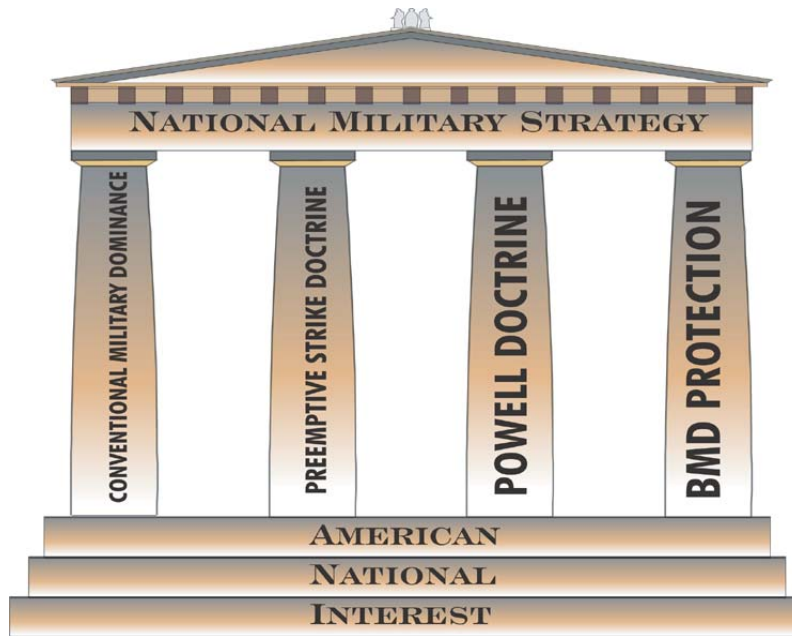 NATIONAL MILITARY STRATEGY
CONVENTIONAL MILITARY DOMINANCE
PREEMPTIVE STRIKE DOCTRINE
POWELL DOCTRINE
BMD PROTECTION
AMERICAN
NATIONAL
INTEREST